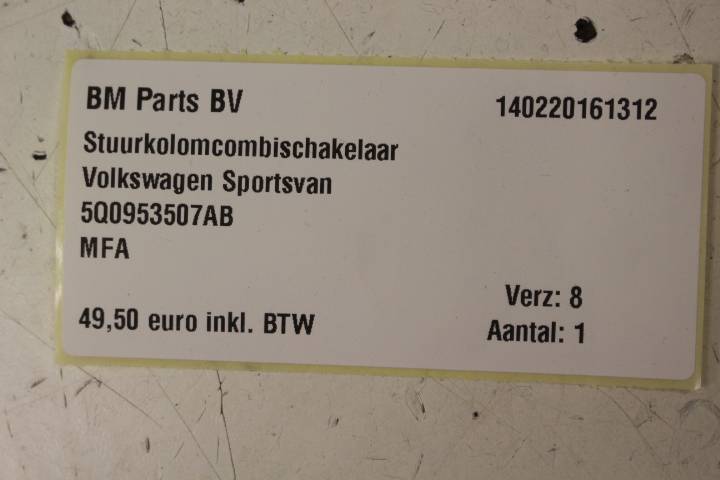 BM Parts BV 140220161312
Stuurkolomcombischakelaar
Volkswagen Sportsvan
5Q0953507AB
MFA
Verz: 8
49,50 euro inkl. BTW Aantal: 1